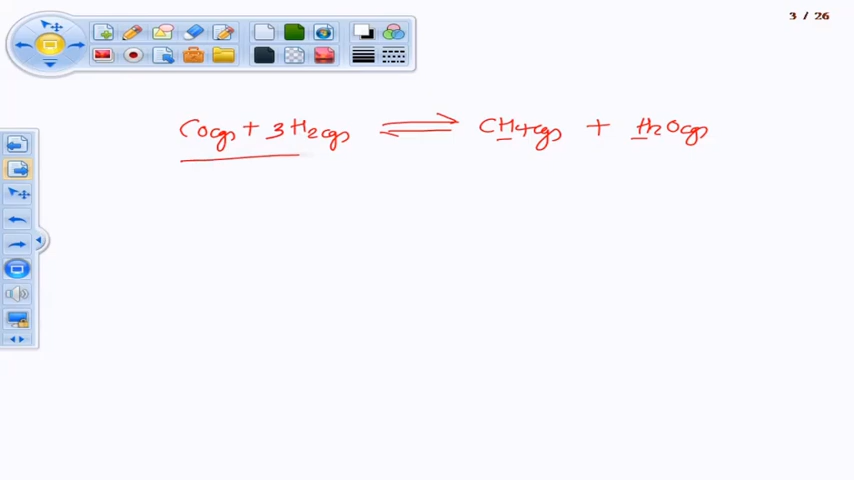 3 / 26
CO(g) + 3H2(g) ⇌ CH4(g) + H2O(g)